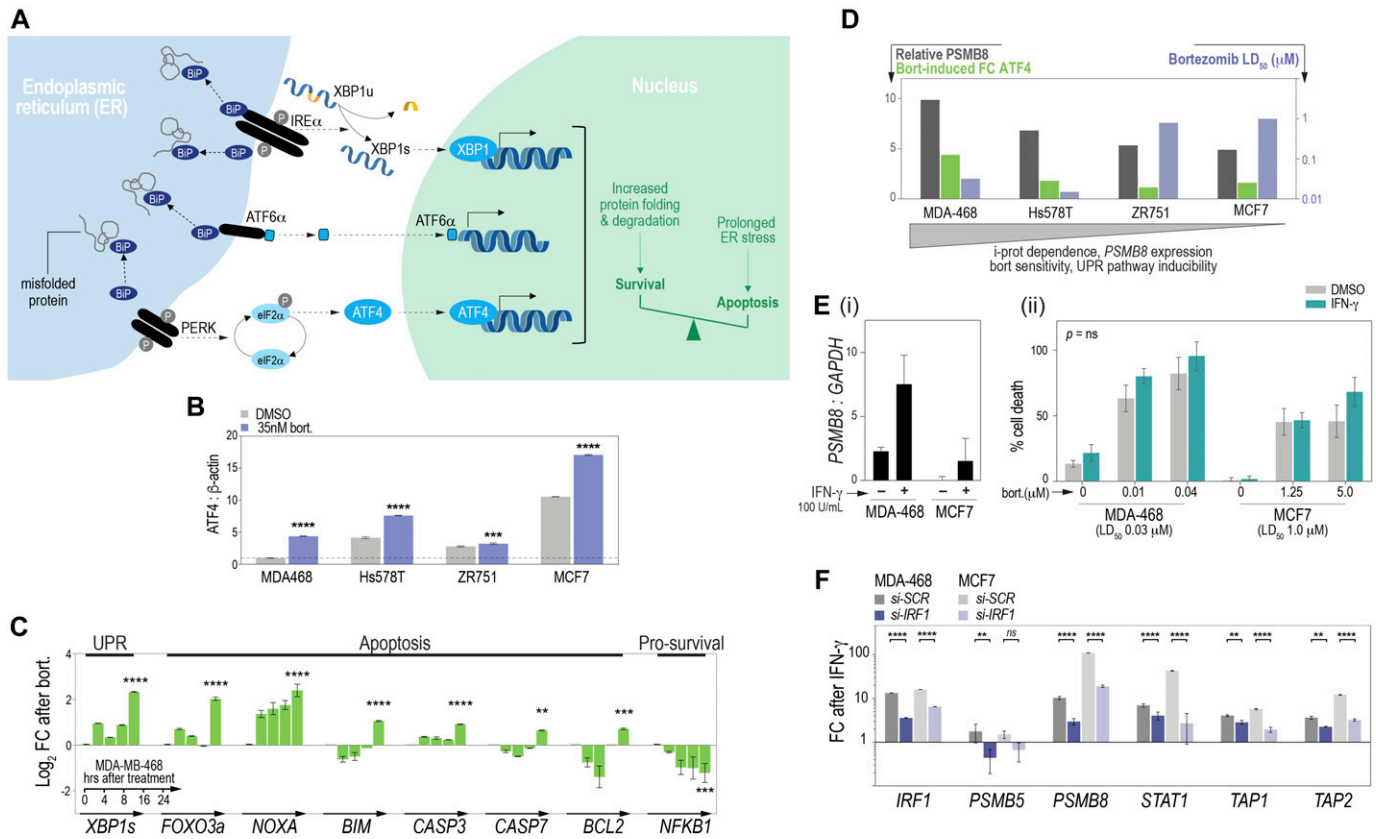 A
Endoplasmic
reticulum (ER)
Nucleus
BiP
BiP
P
IREα
P
XBP1u
XBP1s
XBP1
BiP
BiP
BiP
BiP
ATF6α
ATF6α
BiP
misfolded
protein
BiP
P
P
PERK
P
eIF2α
eIF2α
ATF4
ATF4
Increased
protein folding
& degradation
Prolonged
ER stress
Survival
Apoptosis
B
DMSO
35nM bort.
ATF4 : β-actin
20
15
10
5
0
****
****
***
****
MDA468
Hs578T
ZR751
MCF7
C
UPR
Apoptosis
Pro-survival
Log2 FC after bort.
4
2
0
-2
****
****
****
****
****
**
***
***
MDA-MB-468
hrs after treatment
0 8 16 24
XBP1s
FOXO3a
NOXA
BIM
CASP3
CASP7
BCL2
NFKB1
D
Relative PSMB8
Bort-induced FC ATF4
Bortezomib LD50 (μM)
10
5
0
1
0.1
0.01
MDA-468
Hs578T
ZR751
MCF7
i-prot dependence, PSMB8 expression
bort sensitivity, UPR pathway inducibility
E
(i)
PSMB8 : GAPDH
10
5
0
IFN-γ
100 U/mL
– + – +
MDA-468
MCF7
(ii)
DMSO
IFN-γ
p = ns
% cell death
100
50
0
bort.(μM)
0 0.01 0.04 0 1.25 5.0
MDA-468
(LD50 0.03 μM)
MCF7
(LD50 1.0 μM)
F
MDA-468
si-SCR
si-IRF1
MCF7
si-SCR
si-IRF1
FC after IFN-γ
100
10
1
**** ****
** ns
**** ****
**** ****
** ****
** ****
IRF1
PSMB5
PSMB8
STAT1
TAP1
TAP2